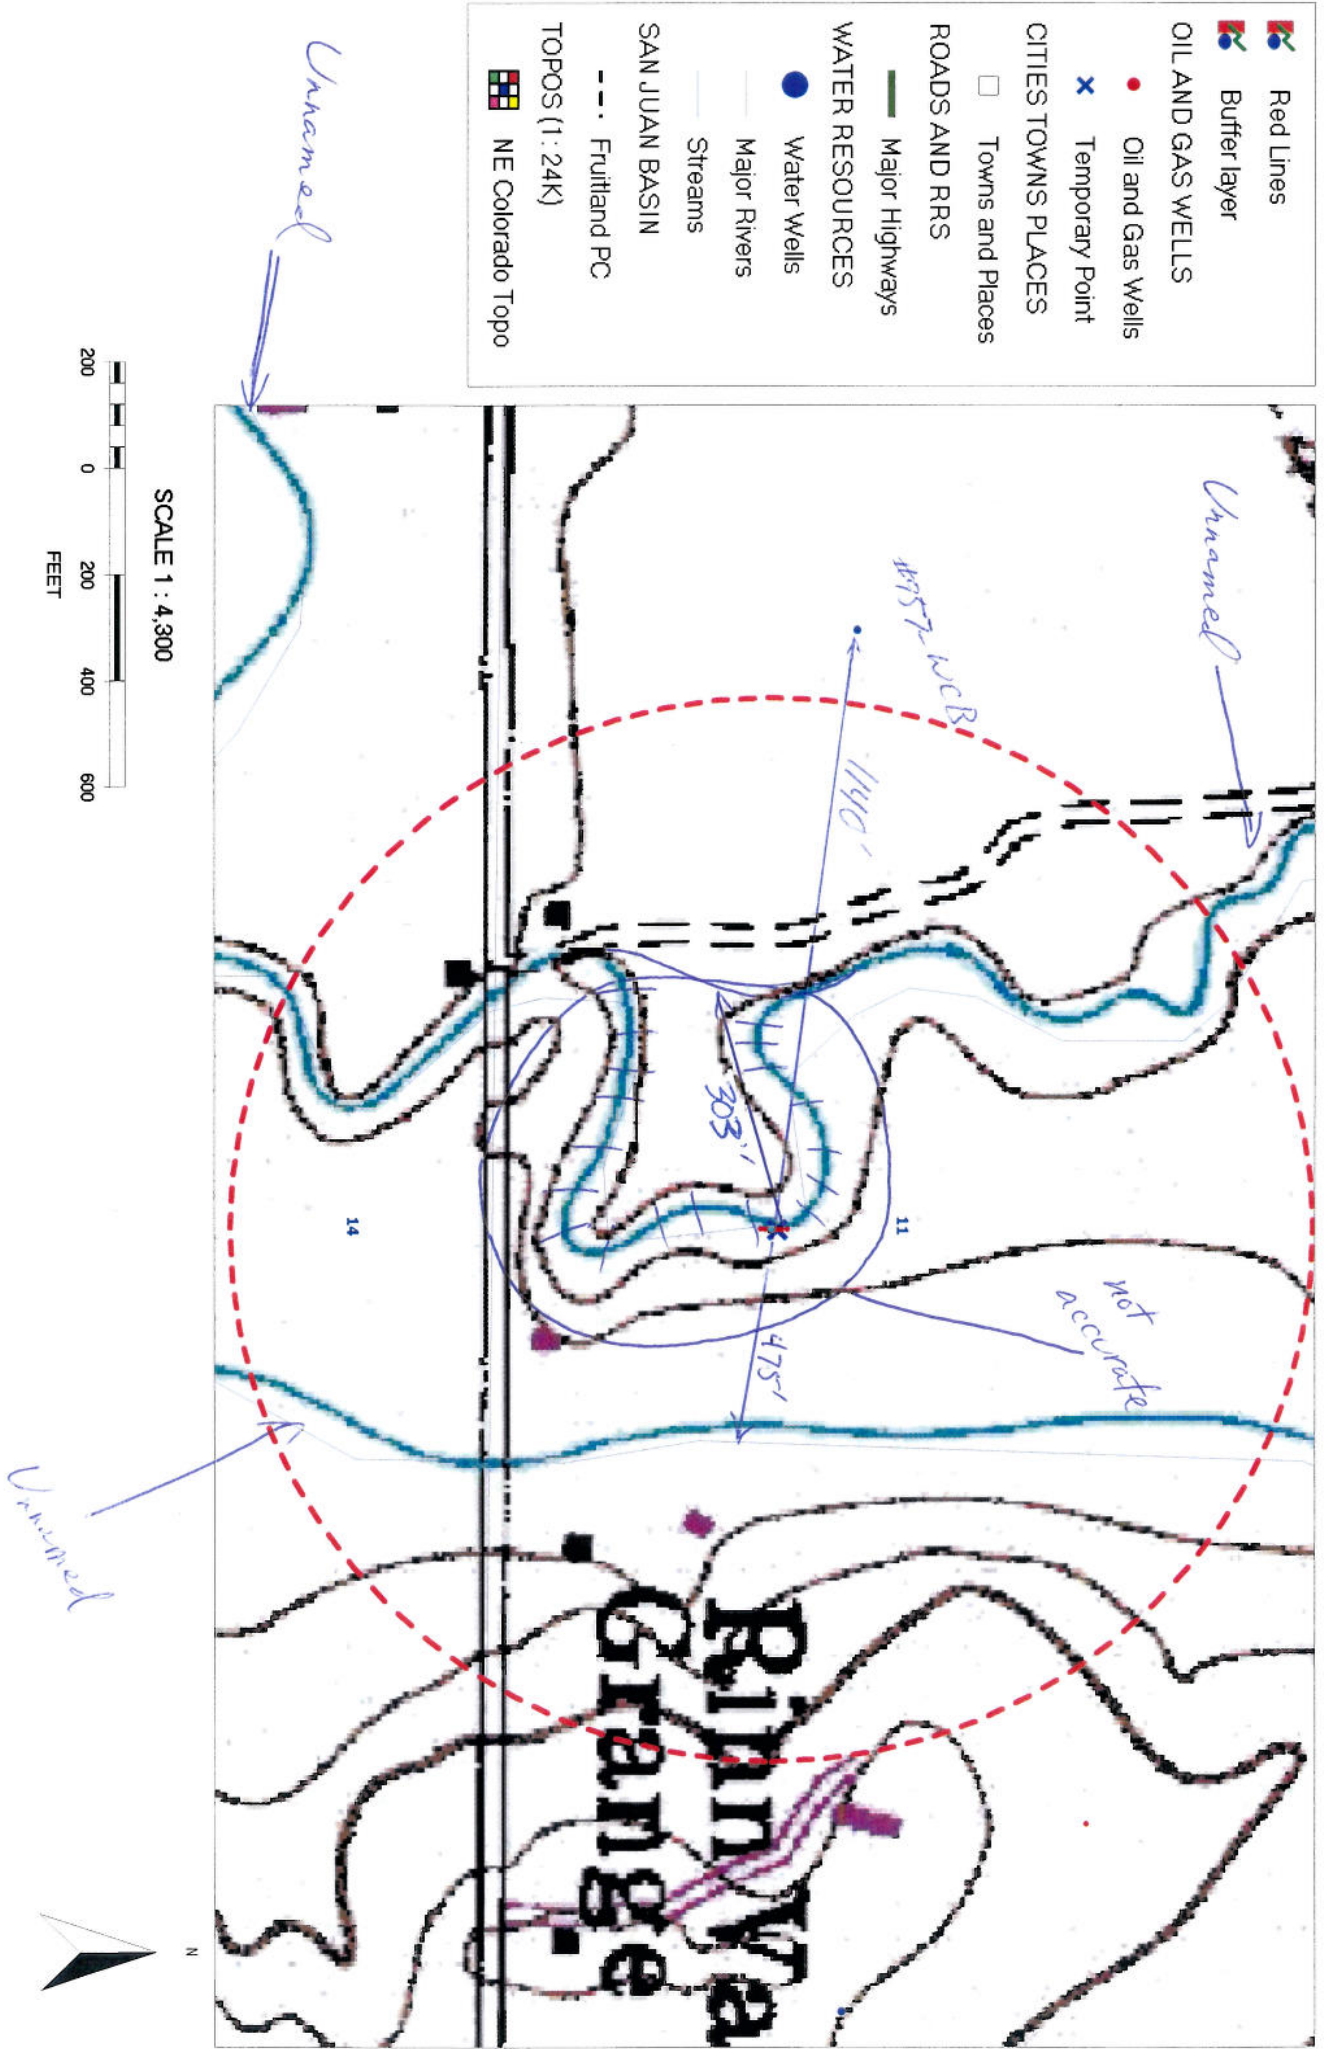 Red Lines
Buffer layer
OIL AND GAS WELLS
Oil and Gas Wells
Temporary Point
CITIES TOWNS PLACES
Towns and Places
ROADS AND RRS
Major Highways
WATER RESOURCES
Water Wells
Major Rivers
Streams
SAN JUAN BASIN
Fruitland PC
TOPOS (1: 24K)
NE Colorado Topo
Unnamed
Unnamed
#757-WCB
1140'
303'
475'
11
14
not
accurate
Unnamed
Grange
SCALE 1 : 4,300
200 0 200 400 600
FEET
N